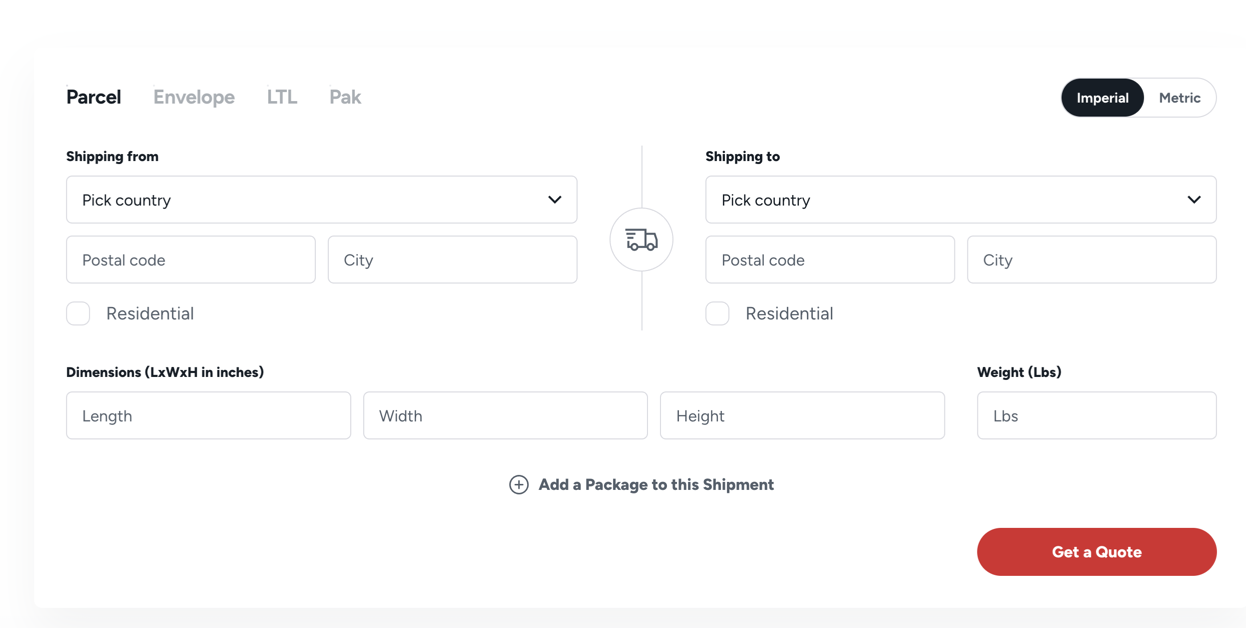 Parcel Envelope LTL Pak
Imperial Metric
Shipping from
Pick country
Postal code City
Residential
Shipping to
Pick country
Postal code City
Residential
Dimensions (LxWxH in inches)
Length Width Height
Weight (Lbs)
Lbs
Add a Package to this Shipment
Get a Quote